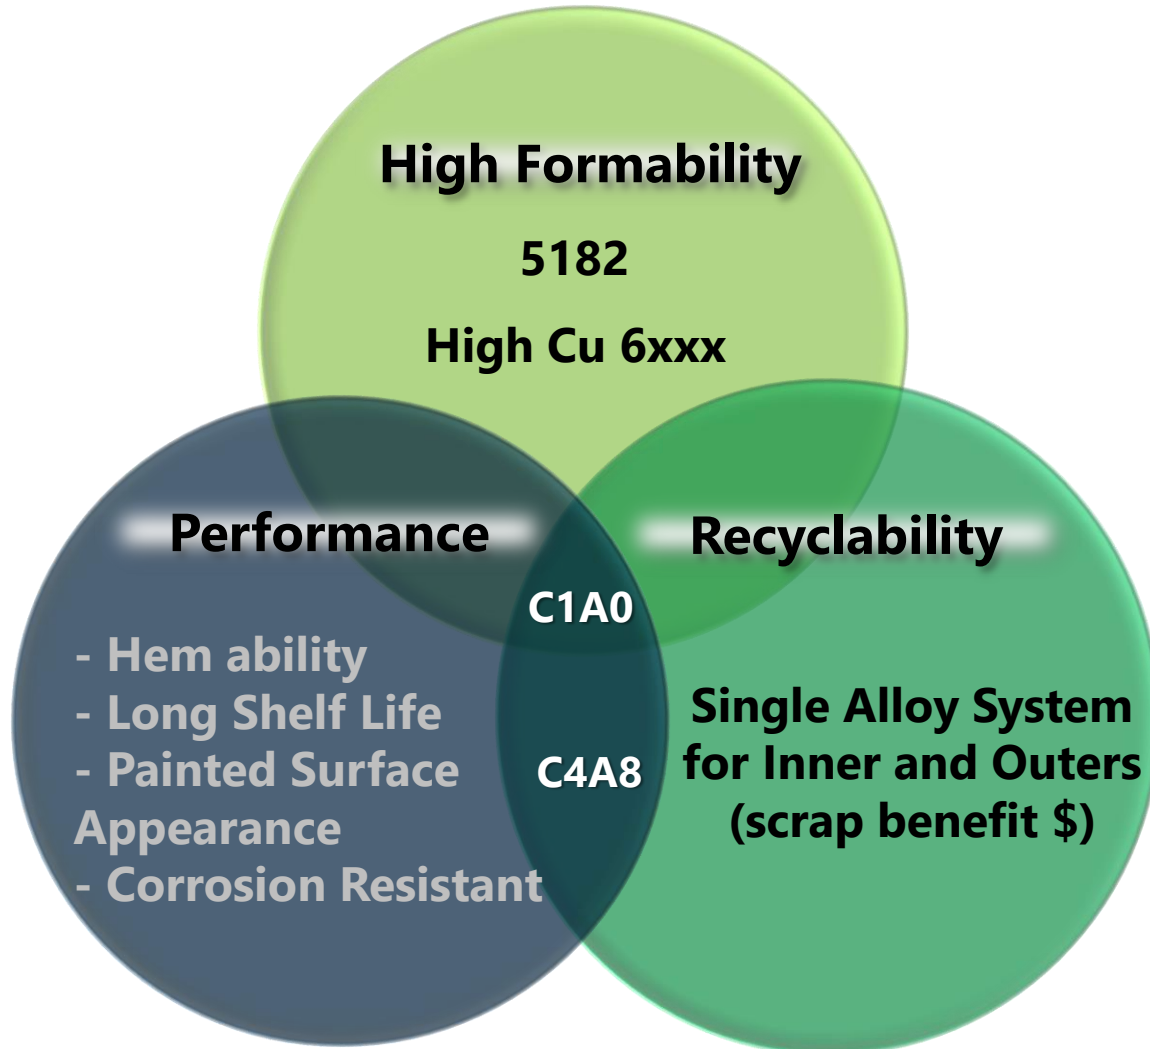 High Formability
5182
High Cu 6xxx
Performance
- Hem ability
- Long Shelf Life
- Painted Surface
Appearance
- Corrosion Resistant
C1A0
C4A8
Recyclability
Single Alloy System
for Inner and Outers
(scrap benefit $)